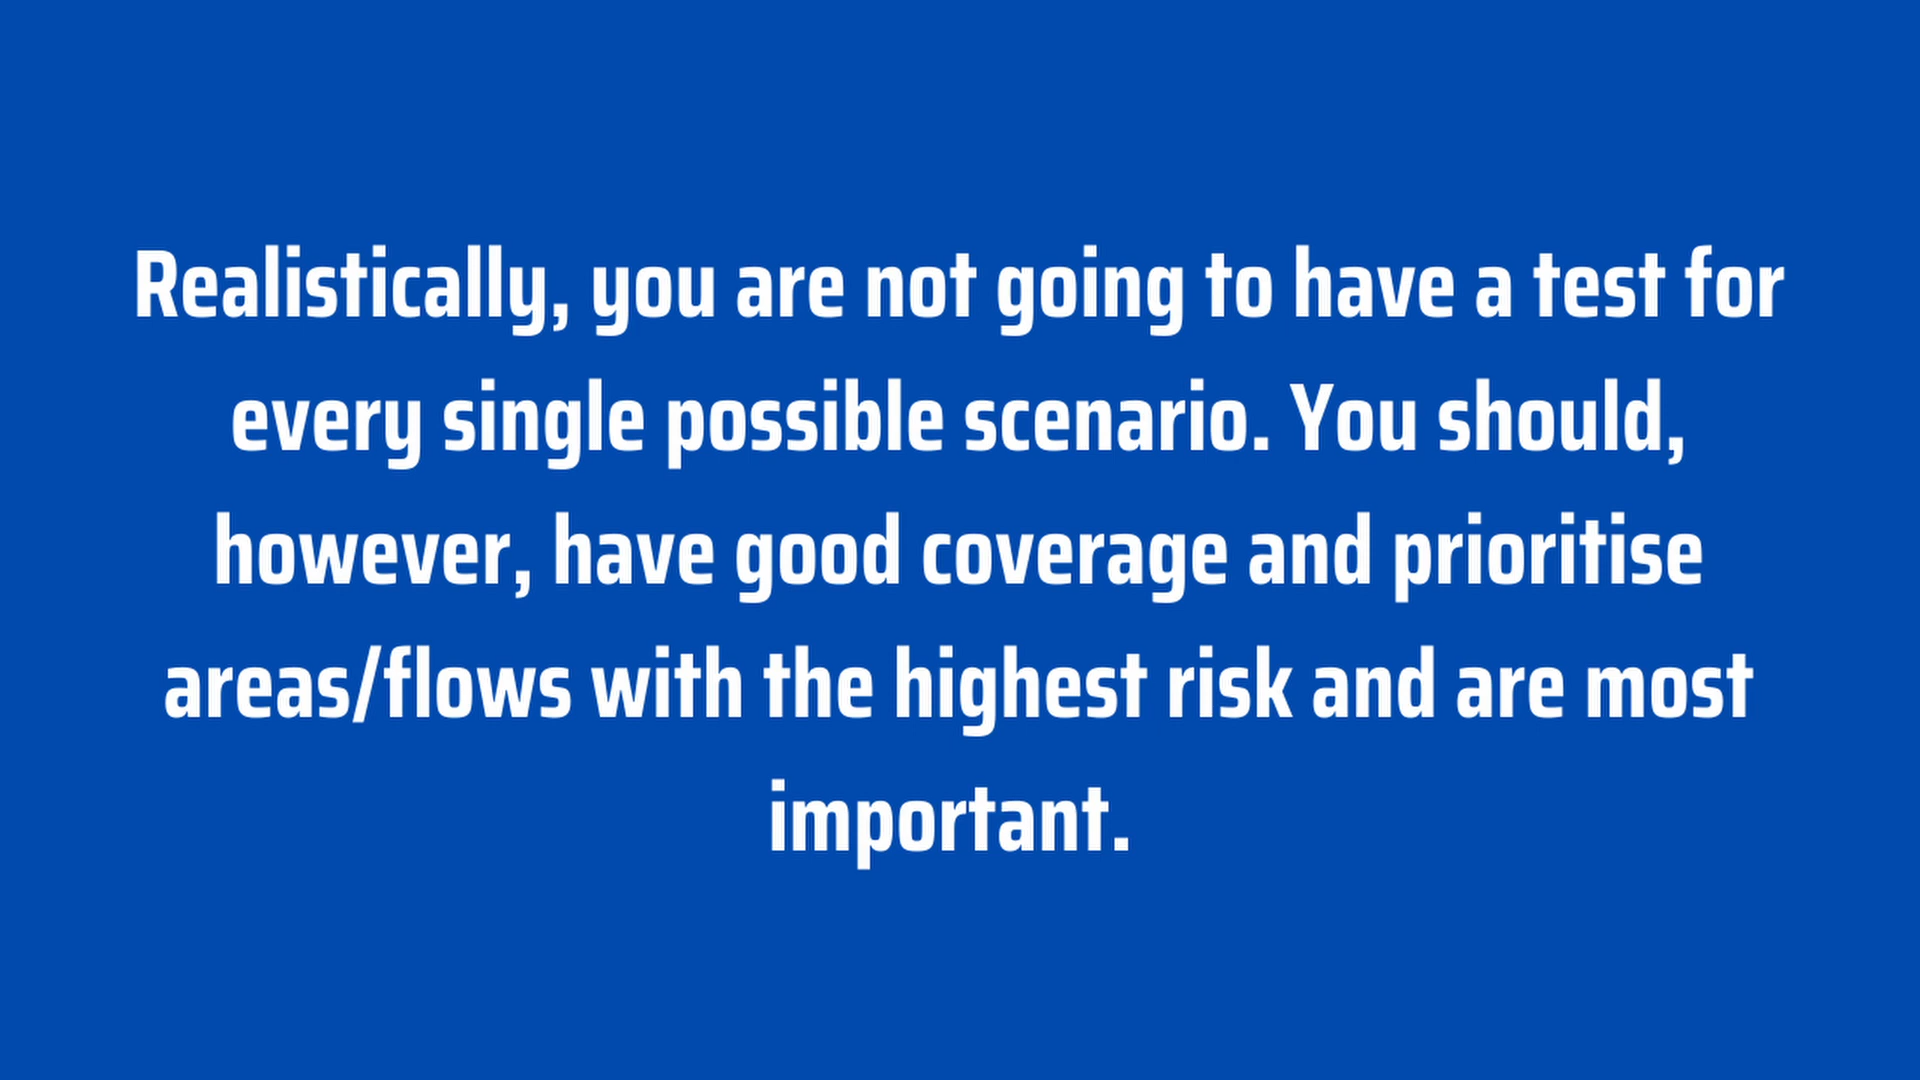 Realistically, you are not going to have a test for
every single possible scenario. You should,
however, have good coverage and prioritise
areas/flows with the highest risk and are most
important.